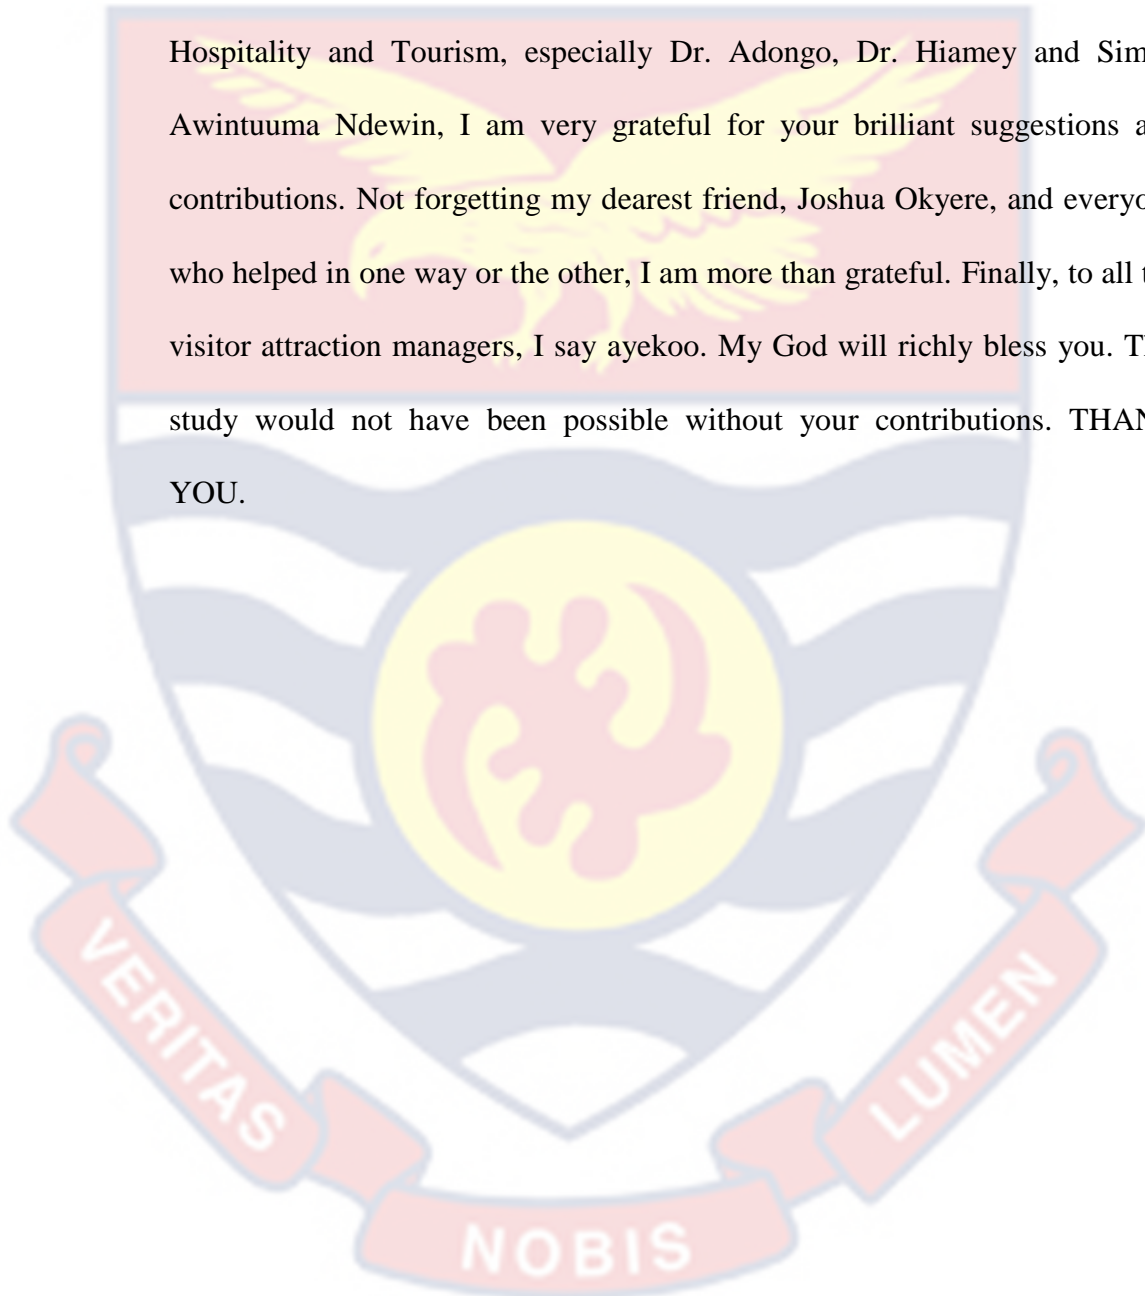 Hospitality and Tourism, especially Dr. Adongo, Dr. Hiamey and Sim
Awintuuma Ndewin, I am very grateful for your brilliant suggestions a
contributions. Not forgetting my dearest friend, Joshua Okyere, and everyo
who helped in one way or the other, I am more than grateful. Finally, to all t
visitor attraction managers, I say ayekoo. My God will richly bless you. Th
study would not have been possible without your contributions. THAN
YOU.
VERITAS
NOBIS
LUMEN